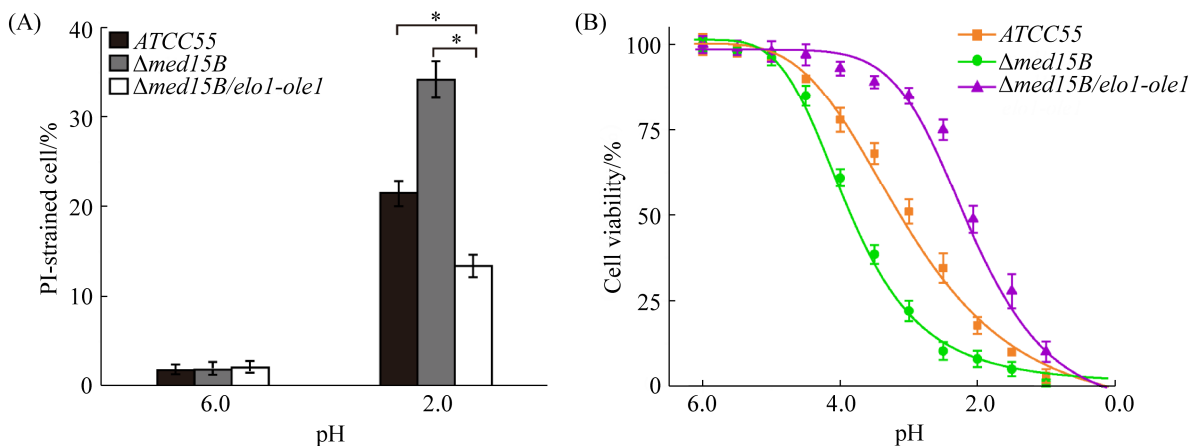 (A)
40
30
20
10
0
PI-strained cell/%
ATCC55
Δmed15B
Δmed15B/elo1-ole1
*
*
6.0
2.0
pH
(B)
100
75
50
25
0
Cell viability/%
ATCC55
Δmed15B
Δmed15B/elo1-ole1
6.0
4.0
2.0
0.0
pH